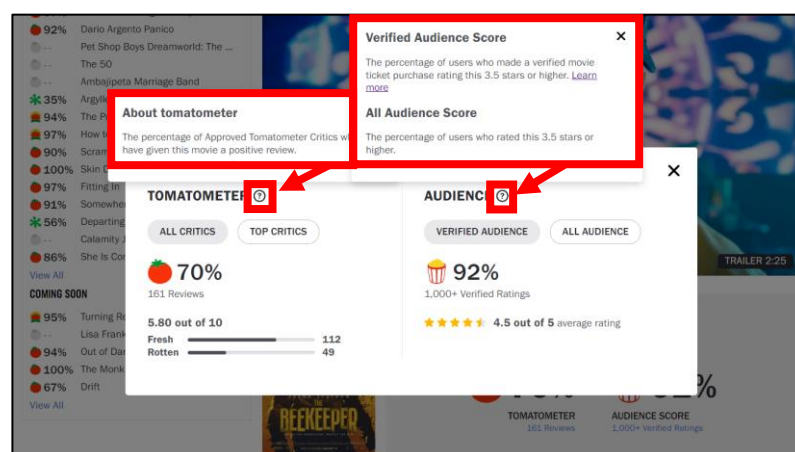 92% Dario Argento Panico
-- Pet Shop Boys Dreamworld: The ...
-- The 50
-- Ambajipeta Marriage Band
35% Argylle
94% The
97% How to
90%
100% Skin
97% Fitting In
91% Somewhere
56% Departing
-- Calamity
86% She Is
View All
COMING SOON
95% Turning
-- Lisa Frank
94% Out of
100% The Monk
67% Drift
View All
About tomatometer
The percentage of Approved Tomatometer Critics
have given this movie a positive review.
Verified Audience Score
The percentage of users who made a verified movie
ticket purchase rating this 3.5 stars or higher. Learn
more
All Audience Score
The percentage of users who rated this 3.5 stars or
higher.
TOMATOMETER ?
ALL CRITICS TOP CRITICS
70%
161 Reviews
5.80 out of 10
Fresh 112
Rotten 49
AUDIENCE ?
VERIFIED AUDIENCE ALL AUDIENCE
92%
1,000+ Verified Ratings
4.5 out of 5 average rating
TRAILER 2:25
THE
BEEKEEPER
TOMATOMETER
161 Reviews
AUDIENCE SCORE
1,000+ Verified Ratings